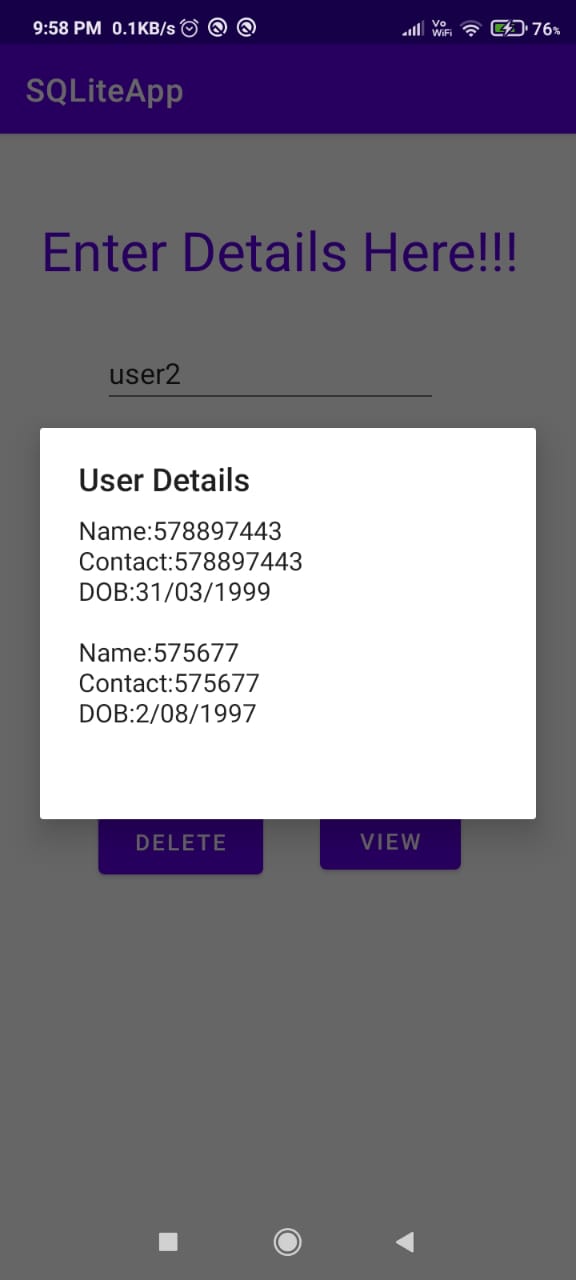 9:58 PM 0.1KB/s Vo WiFi 76%
SQLiteApp
Enter Details Here!!!
user2
User Details
Name:578897443
Contact:578897443
DOB:31/03/1999
Name:575677
Contact:575677
DOB:2/08/1997
DELETE VIEW